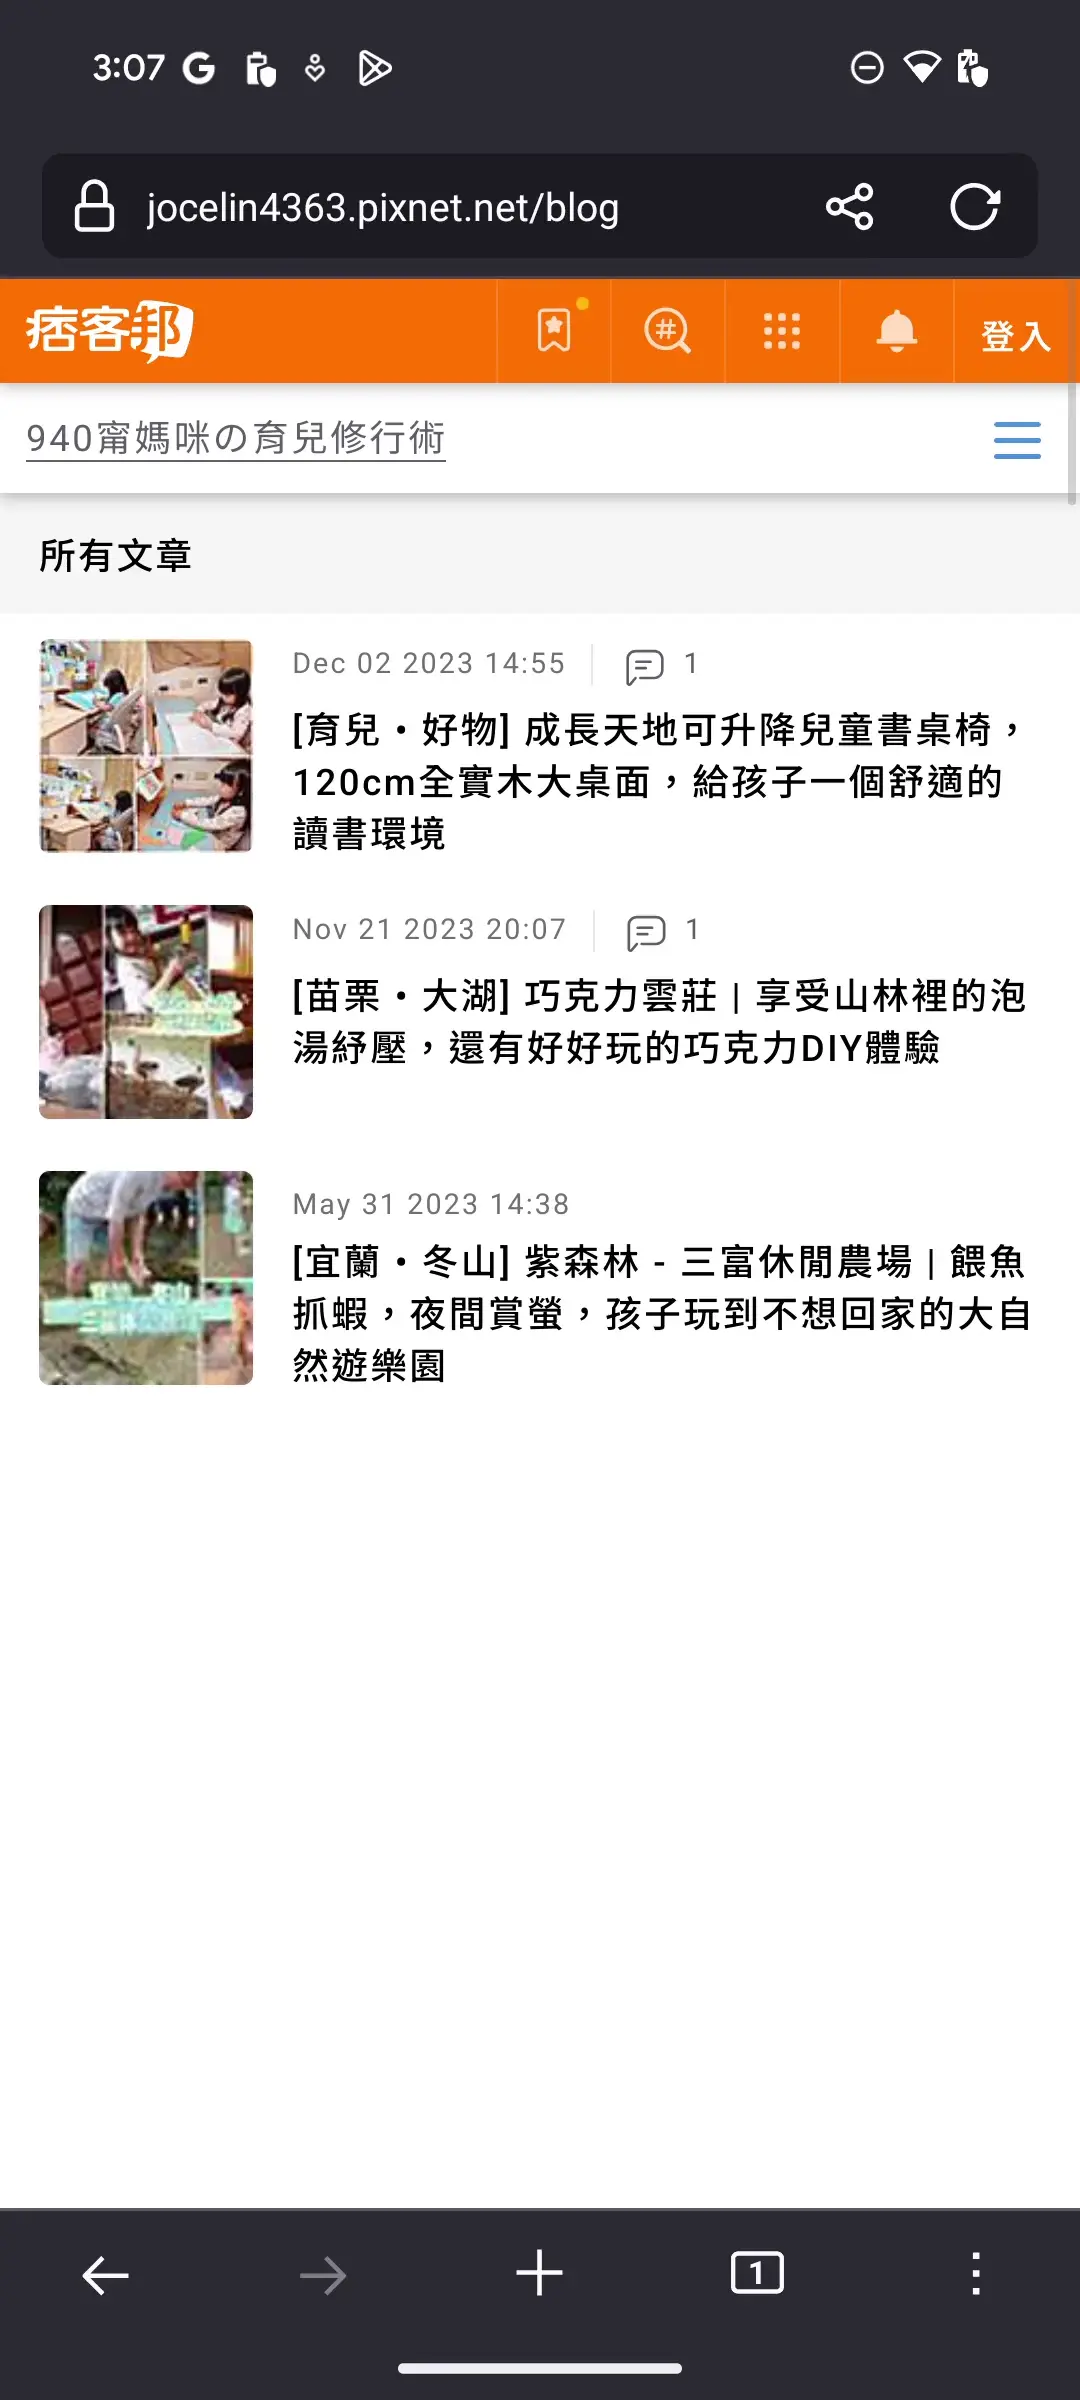 3:07
jocelin4363.pixnet.net/blog
痞客邦
登入
940甯媽咪の育兒修行術
所有文章
Dec 02 2023 14:55
1
[育兒・好物] 成長天地可升降兒童書桌椅，
120cm全實木大桌面，給孩子一個舒適的
讀書環境
Nov 21 2023 20:07
1
[苗栗・大湖] 巧克力雲莊 | 享受山林裡的泡
湯紓壓，還有好好玩的巧克力DIY體驗
May 31 2023 14:38
[宜蘭・冬山] 紫森林 - 三富休閒農場 | 餵魚
抓蝦，夜間賞螢，孩子玩到不想回家的大自
然遊樂園
1